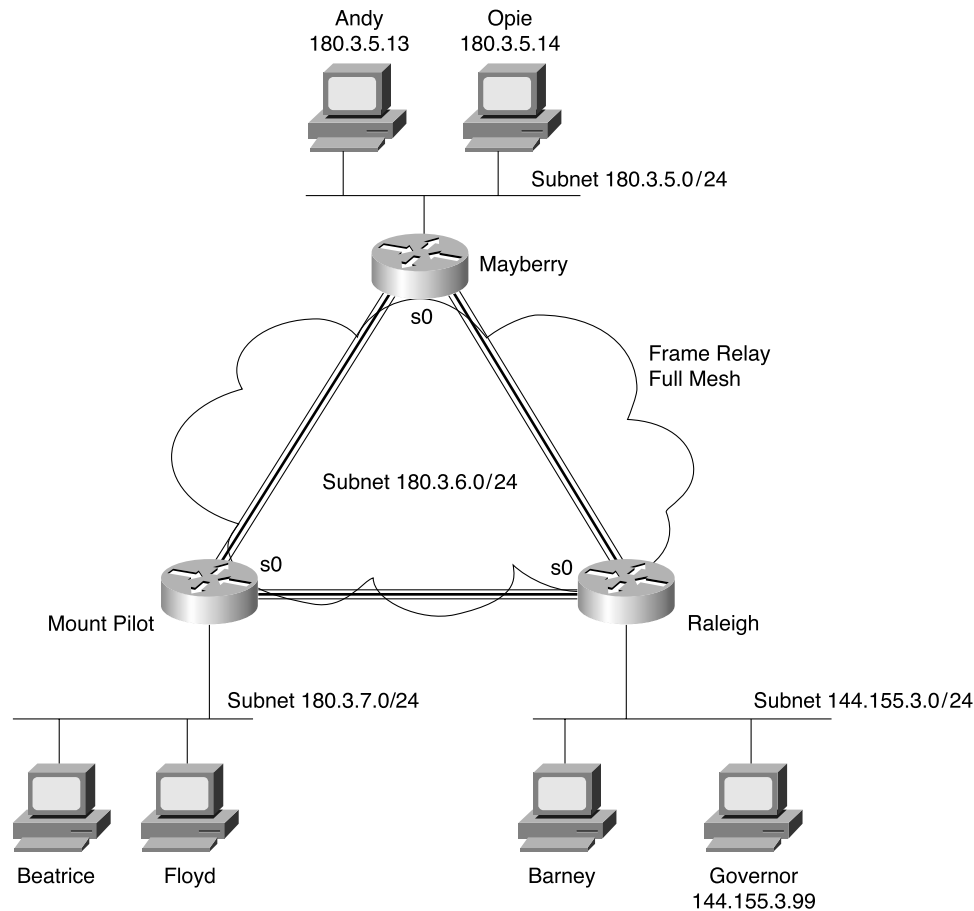 Andy
180.3.5.13
Opie
180.3.5.14
Subnet 180.3.5.0/24
Mayberry
s0
Frame Relay
Full Mesh
Subnet 180.3.6.0/24
s0
s0
Mount Pilot
Raleigh
Subnet 180.3.7.0/24
Subnet 144.155.3.0/24
Beatrice
Floyd
Barney
Governor
144.155.3.99